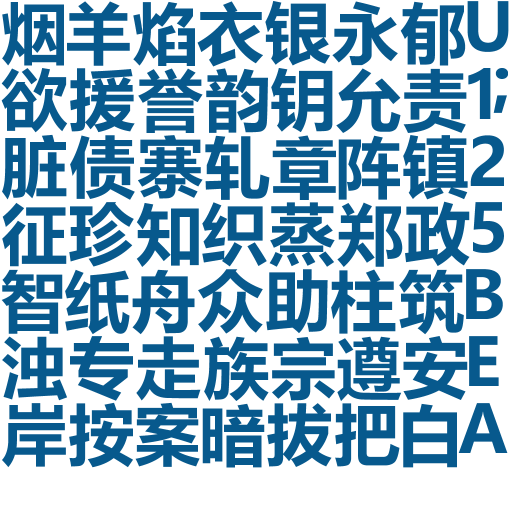 烟羊焰衣银永郁U
欲援誉韵钥允责1;
脏债寨轧章阵镇2
征珍知织蒸郑政5
智纸舟众助柱筑B
浊专走族宗遵安E
岸按案暗拔把白A